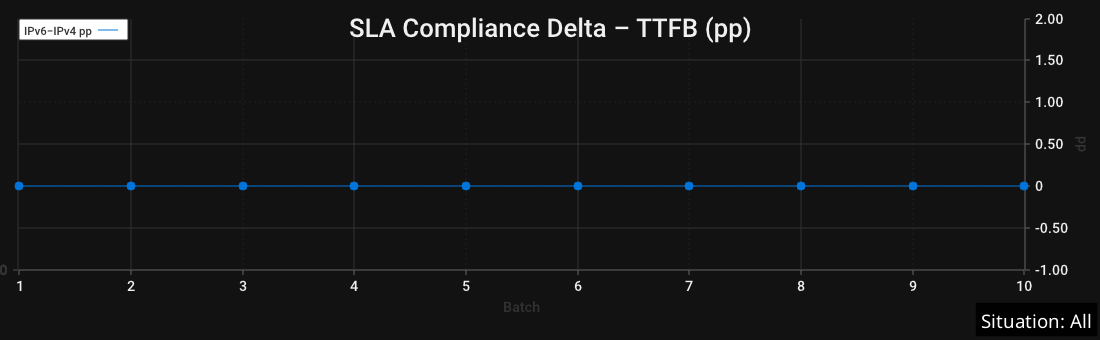 SLA Compliance Delta – TTFB (pp)
IPv6–IPv4 pp
2.00
1.50
1.00
0.50
0
-0.50
-1.00
pp
0
1 2 3 4 5 6 7 8 9 10
Batch
Situation: All